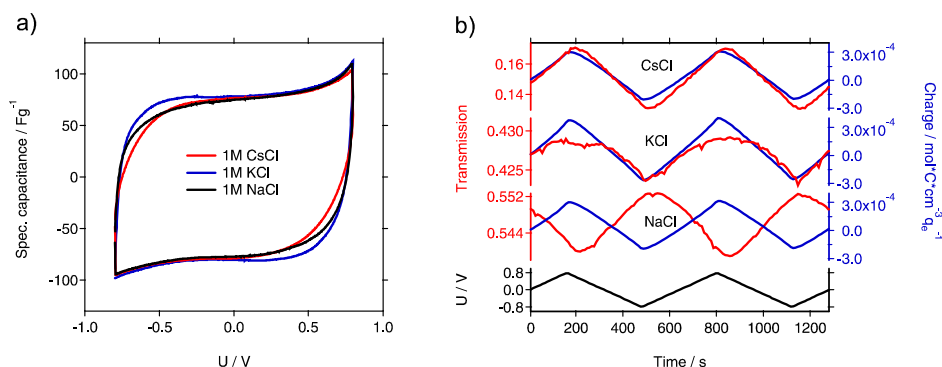 a)
Spec. capacitance / Fg⁻¹
100
50
0
-50
-100
1M CsCl
1M KCl
1M NaCl
-1.0 -0.5 0.0 0.5 1.0
U / V
b)
Transmission
0.16
0.14
0.430
0.425
0.552
0.544
CsCl
KCl
NaCl
3.0x10⁻⁴
0.0
-3.0
3.0x10⁻⁴
0.0
-3.0
3.0x10⁻⁴
0
-3
Charge / mol*C*cm⁻³qₑ⁻¹
U / V
0.8
0.0
-0.8
0 200 400 600 800 1000 1200
Time / s